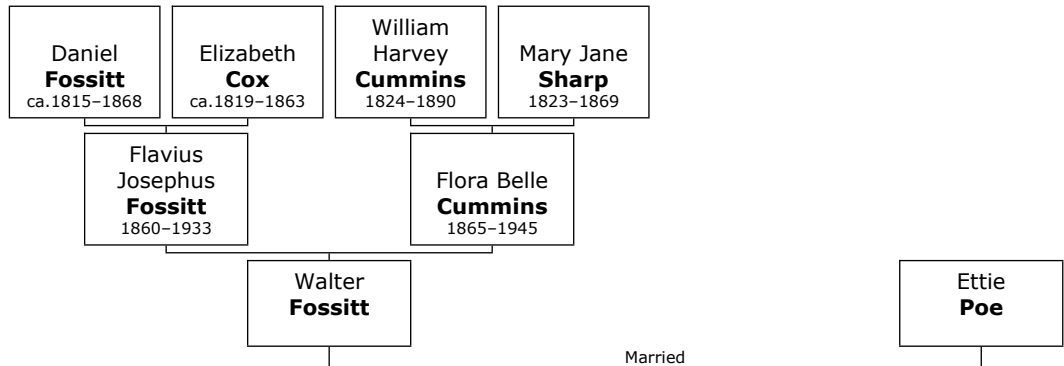 Daniel
Fossitt
ca.1815–1868
Elizabeth
Cox
ca.1819–1863
William
Harvey
Cummins
1824–1890
Mary Jane
Sharp
1823–1869
Flavius
Josephus
Fossitt
1860–1933
Flora Belle
Cummins
1865–1945
Walter
Fossitt
Ettie
Poe
Married